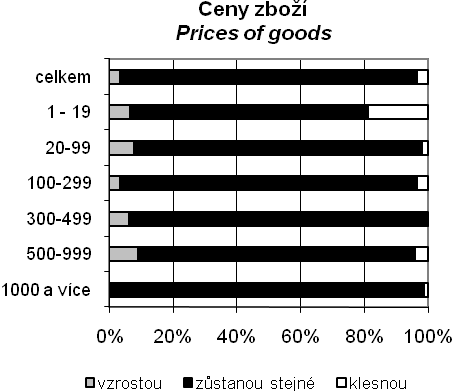 Ceny zboží
Prices of goods
celkem
1 - 19
20-99
100-299
300-499
500-999
1000 a více
0% 20% 40% 60% 80% 100%
vzrostou zůstanou stejné klesnou